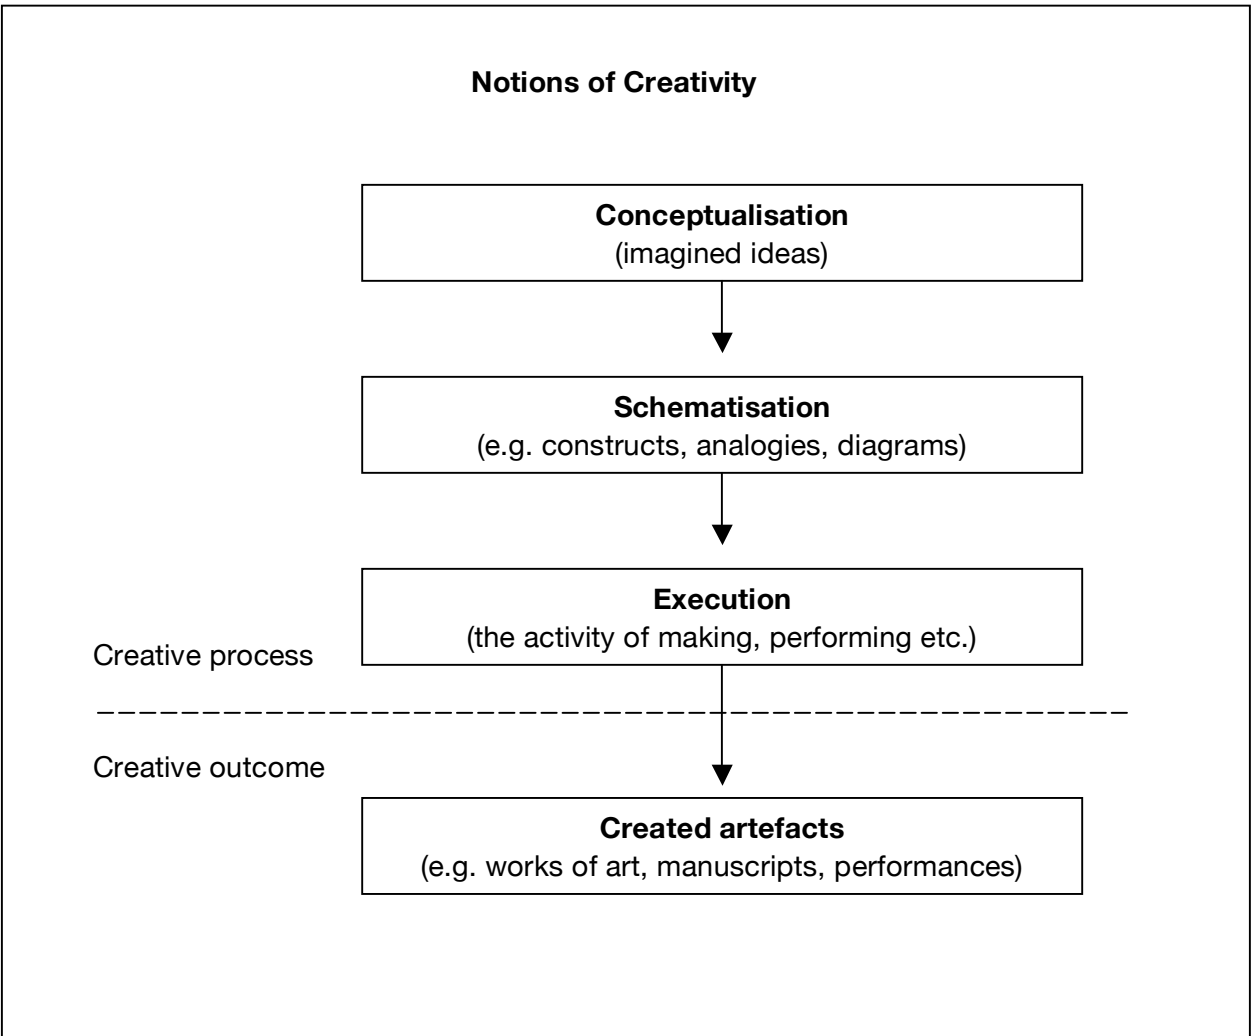 Notions of Creativity
Conceptualisation
(imagined ideas)
Schematisation
(e.g. constructs, analogies, diagrams)
Execution
(the activity of making, performing etc.)
Creative process
Creative outcome
Created artefacts
(e.g. works of art, manuscripts, performances)